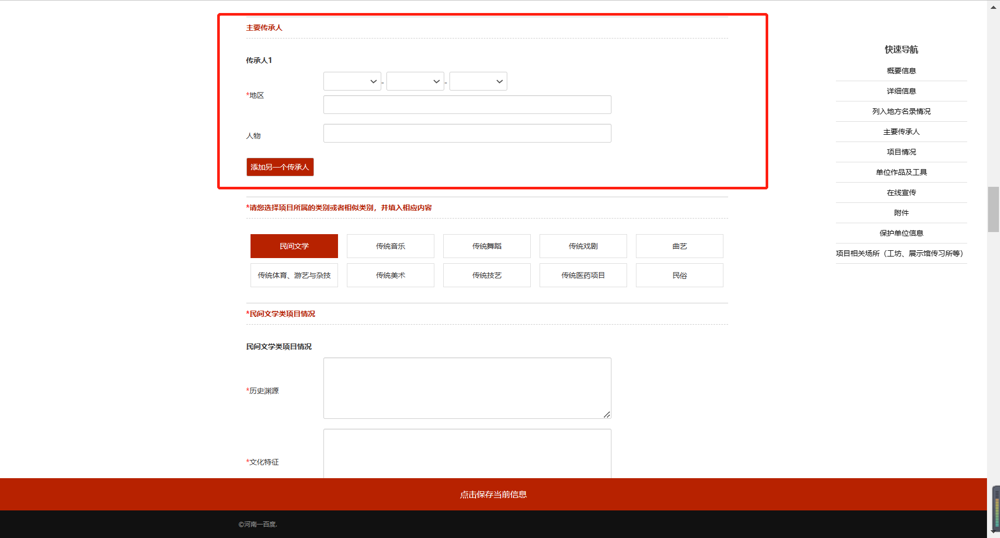 主要传承人
传承人1
*地区
- -
人物
添加另一个传承人
*请您选择项目所属的类别或者相似类别，并填入相应内容
民间文学 传统音乐 传统舞蹈 传统戏剧 曲艺
传统体育、游艺与杂技 传统美术 传统技艺 传统医药项目 民俗
*民间文学类项目情况
民间文学类项目情况
*历史渊源
*文化特征
快速导航
概要信息
详细信息
列入地方名录情况
主要传承人
项目情况
单位作品及工具
在线宣传
附件
保护单位信息
项目相关场所（工坊、展示馆传习所等）
点击保存当前信息
©河南一百度.